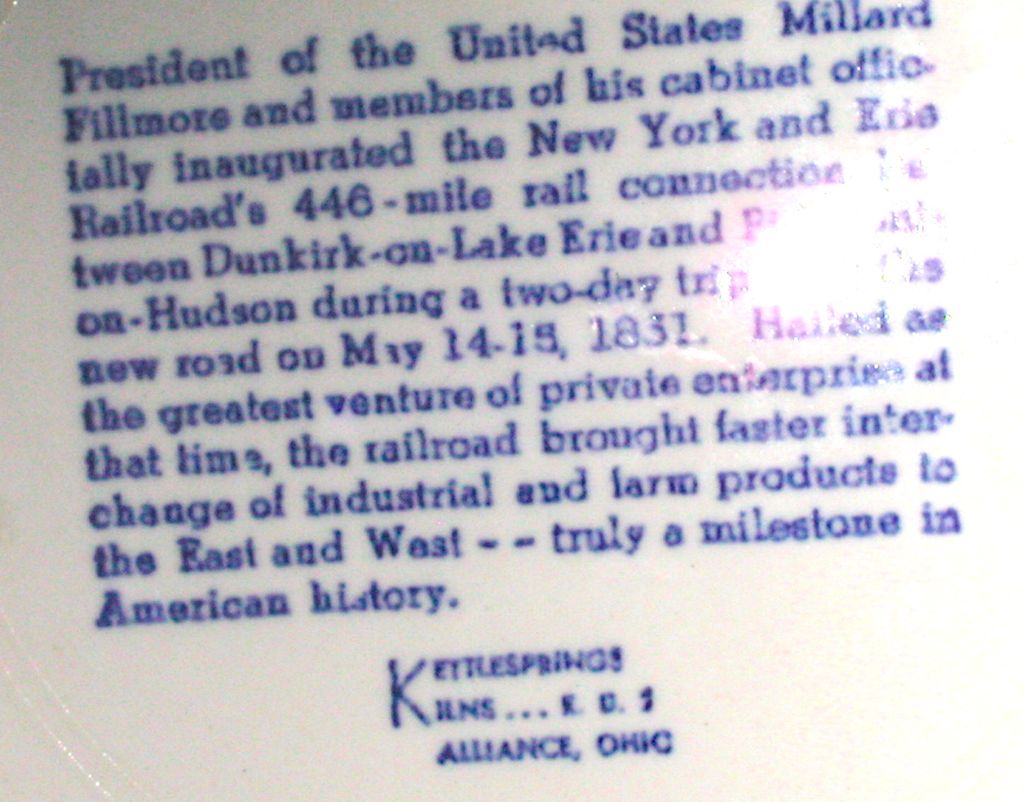 President of the United States Millard
Fillmore and members of his cabinet offic-
ially inaugurated the New York and Erie
Railroad's 446-mile rail connection
tween Dunkirk-on-Lake Erie and
on-Hudson during a two-day trip
new road on May 14-15, 1851. Hailed as
the greatest venture of private enterprise at
that time, the railroad brought faster inter-
change of industrial and farm products to
the East and West -- truly a milestone in
American history.
KETTLESPRINGS
KILNS...
ALLIANCE, OHIO